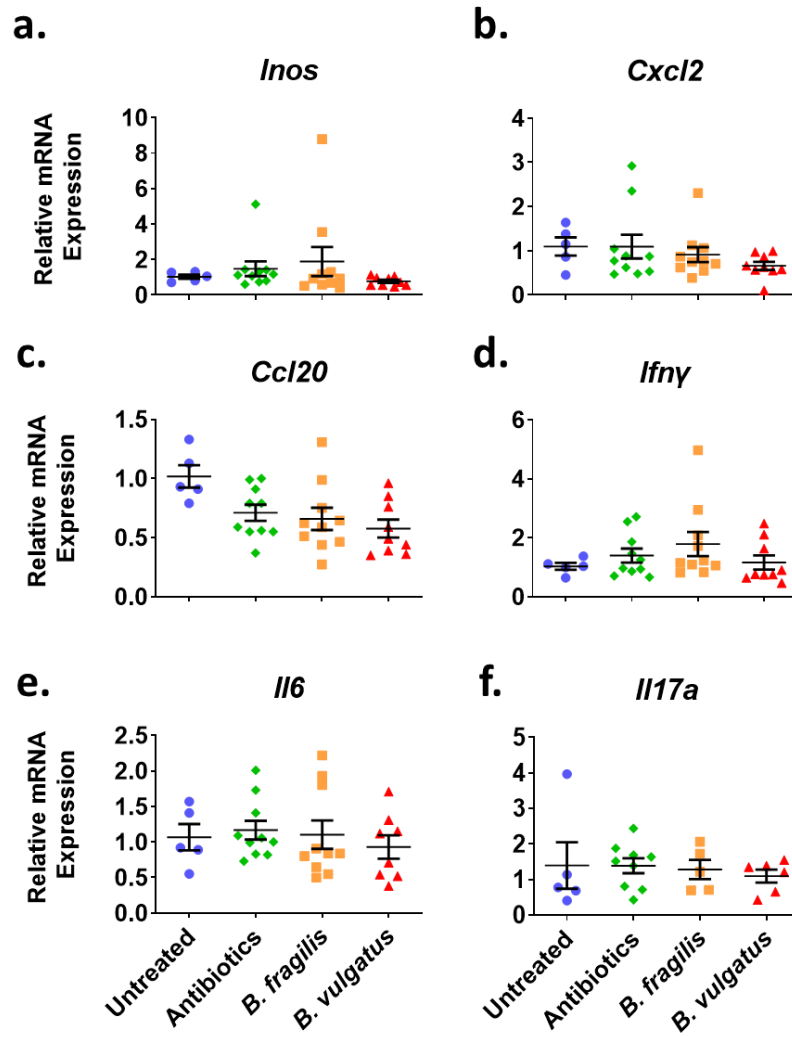 a.
Inos
Relative mRNA
Expression
10
8
6
4
2
0
b.
Cxcl2
4
3
2
1
0
c.
Ccl20
Relative mRNA
Expression
1.5
1.0
0.5
0.0
d.
Ifnγ
6
4
2
0
e.
Il6
Relative mRNA
Expression
2.5
2.0
1.5
1.0
0.5
0.0
Untreated
Antibiotics
B. fragilis
B. vulgatus
f.
Il17a
5
4
3
2
1
0
Untreated
Antibiotics
B. fragilis
B. vulgatus